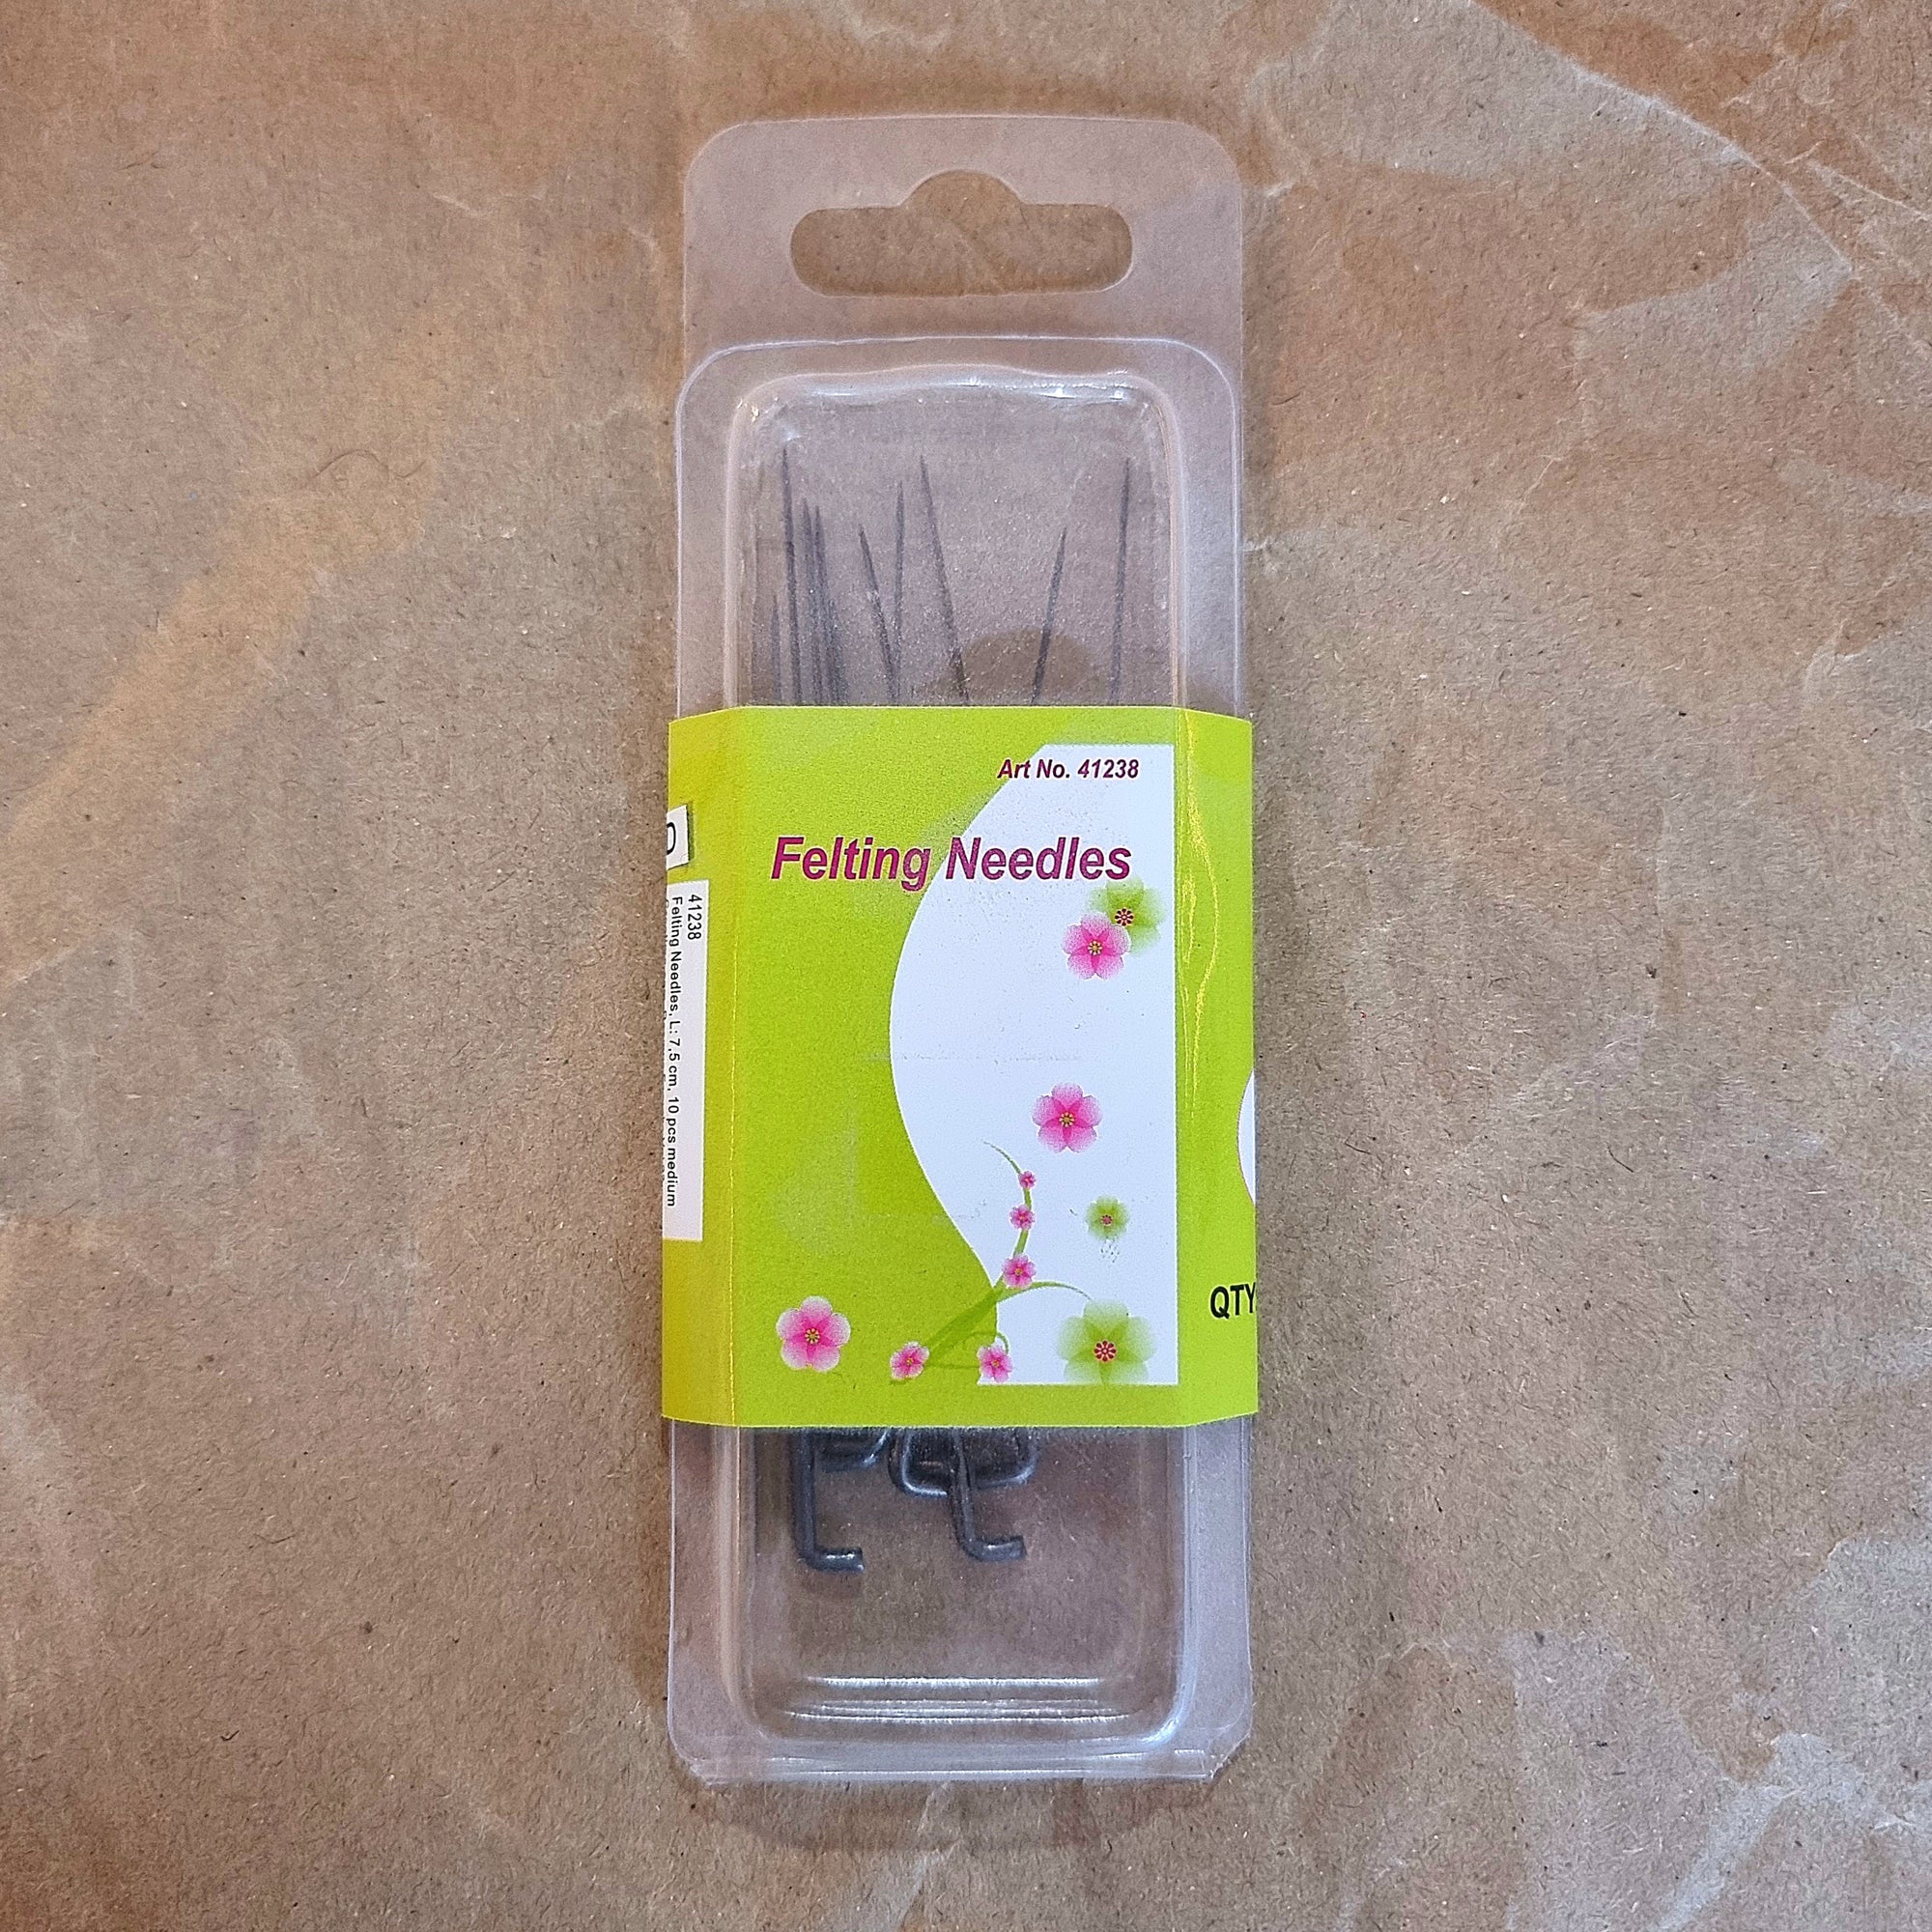 Art No. 41238
Felting Needles
41238
Felting Needles, L: 7,5 cm, 10 pcs medium
QTY